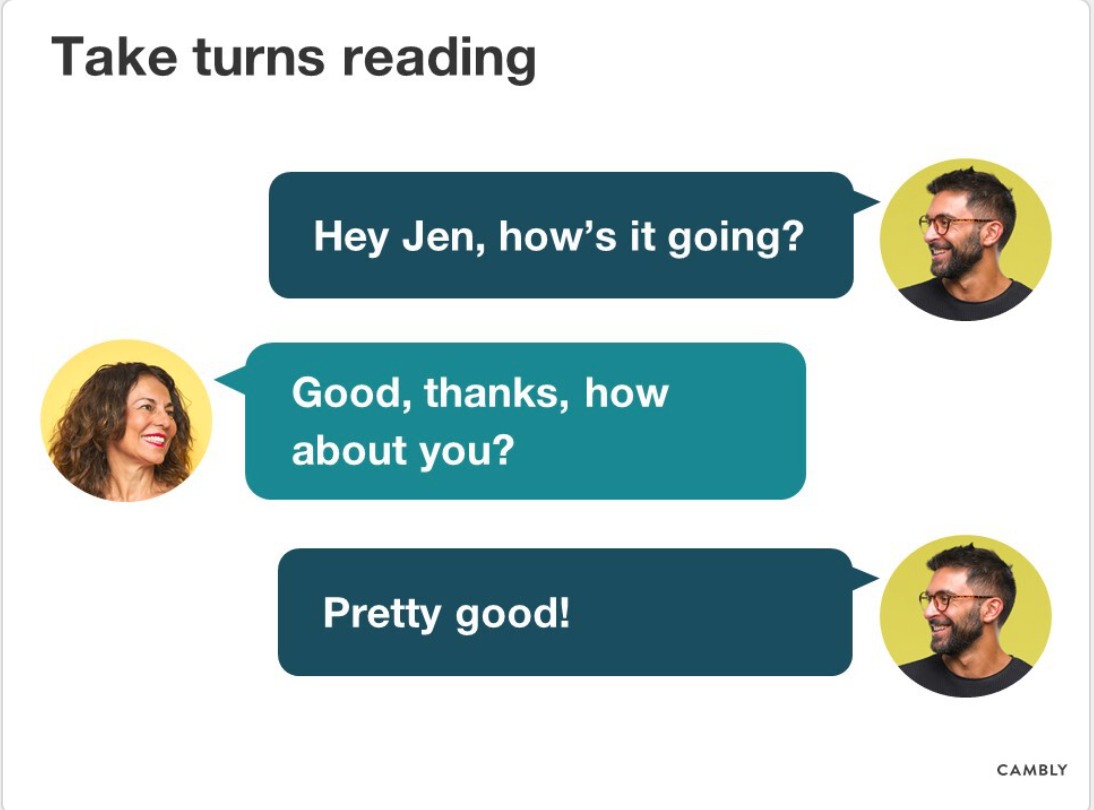 Take turns reading
Hey Jen, how’s it going?
Good, thanks, how
about you?
Pretty good!
CAMBLY